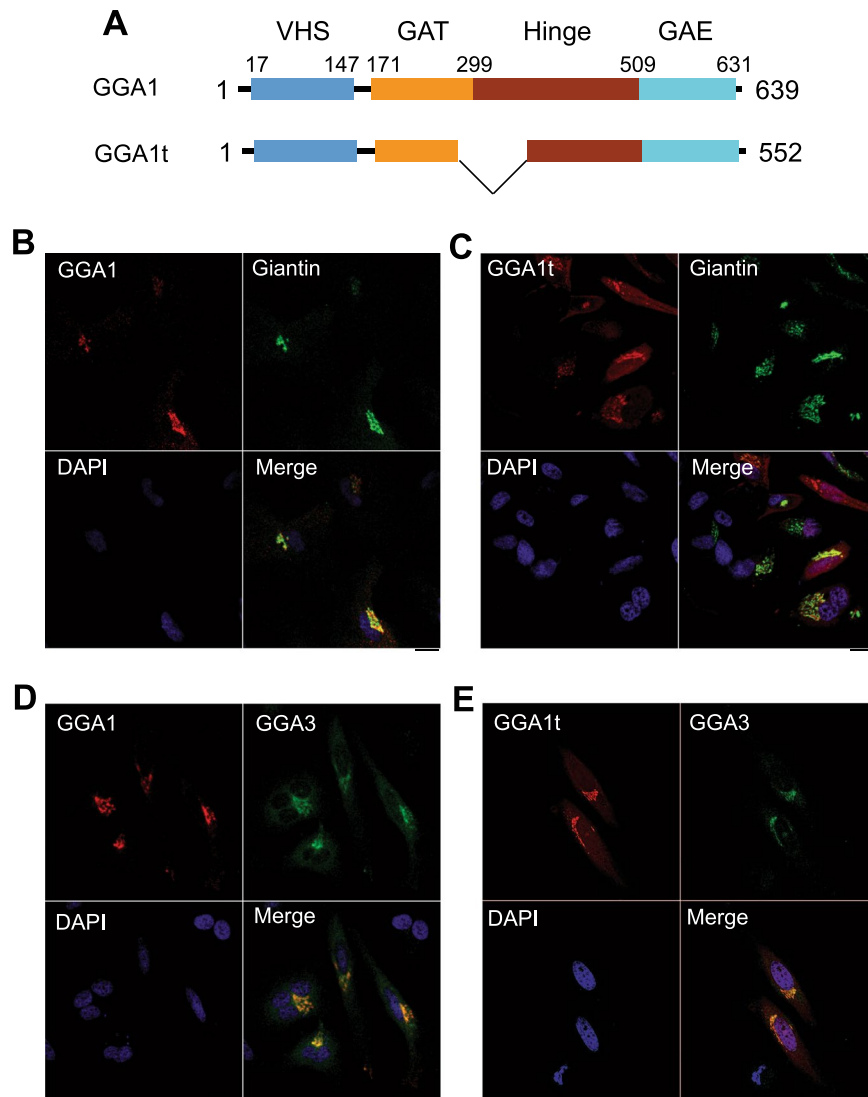 A
VHS GAT Hinge GAE
17 147 171 299 509 631
GGA1 1 639
GGA1t 1 552
B
GGA1 Giantin
DAPI Merge
C
GGA1t Giantin
DAPI Merge
D
GGA1 GGA3
DAPI Merge
E
GGA1t GGA3
DAPI Merge